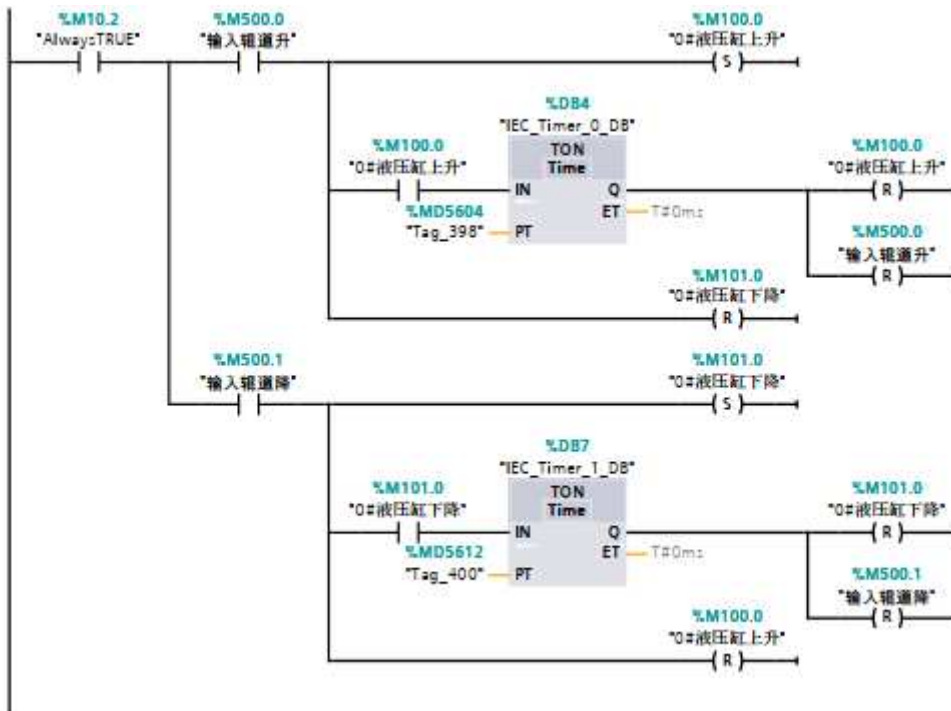 %M10.2
"AlwaysTRUE"
%M500.0
"输入辊道升"
%M100.0
"0#液压缸上升"
( S )
%DB4
"IEC_Timer_0_DB"
TON
Time
%M100.0
"0#液压缸上升"
IN
Q
%M100.0
"0#液压缸上升"
( R )
ET
T#0ms
%MD5604
"Tag_398"
PT
%M500.0
"输入辊道升"
( R )
%M101.0
"0#液压缸下降"
( R )
%M500.1
"输入辊道降"
%M101.0
"0#液压缸下降"
( S )
%DB7
"IEC_Timer_1_DB"
TON
Time
%M101.0
"0#液压缸下降"
IN
Q
%M101.0
"0#液压缸下降"
( R )
ET
T#0ms
%MD5612
"Tag_400"
PT
%M500.1
"输入辊道降"
( R )
%M100.0
"0#液压缸上升"
( R )